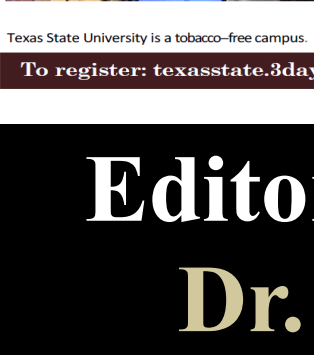 Texas State University is a tobacco–free campus.
To register: texasstate.3day
Edito
Dr.